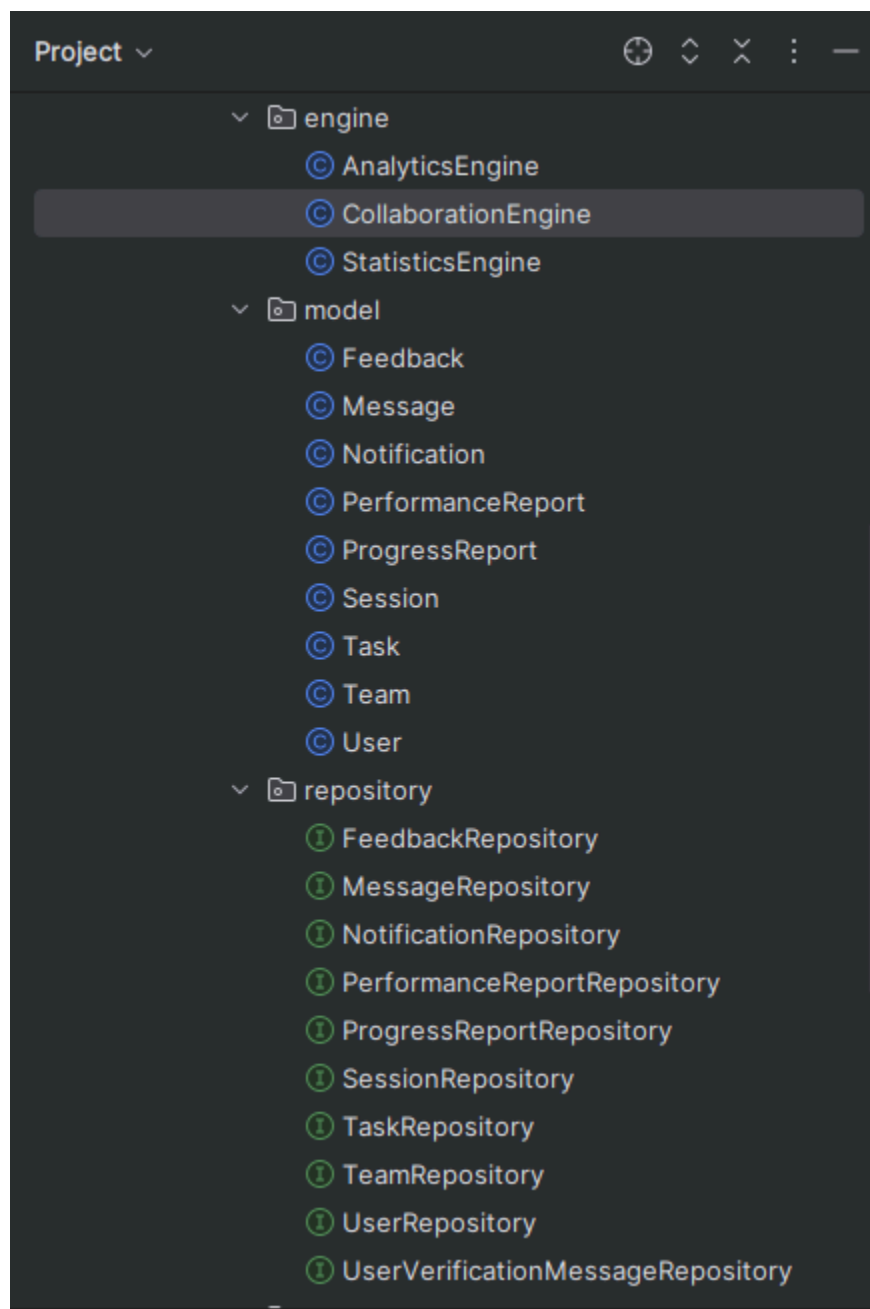 Project
engine
AnalyticsEngine
CollaborationEngine
StatisticsEngine
model
Feedback
Message
Notification
PerformanceReport
ProgressReport
Session
Task
Team
User
repository
FeedbackRepository
MessageRepository
NotificationRepository
PerformanceReportRepository
ProgressReportRepository
SessionRepository
TaskRepository
TeamRepository
UserRepository
UserVerificationMessageRepository